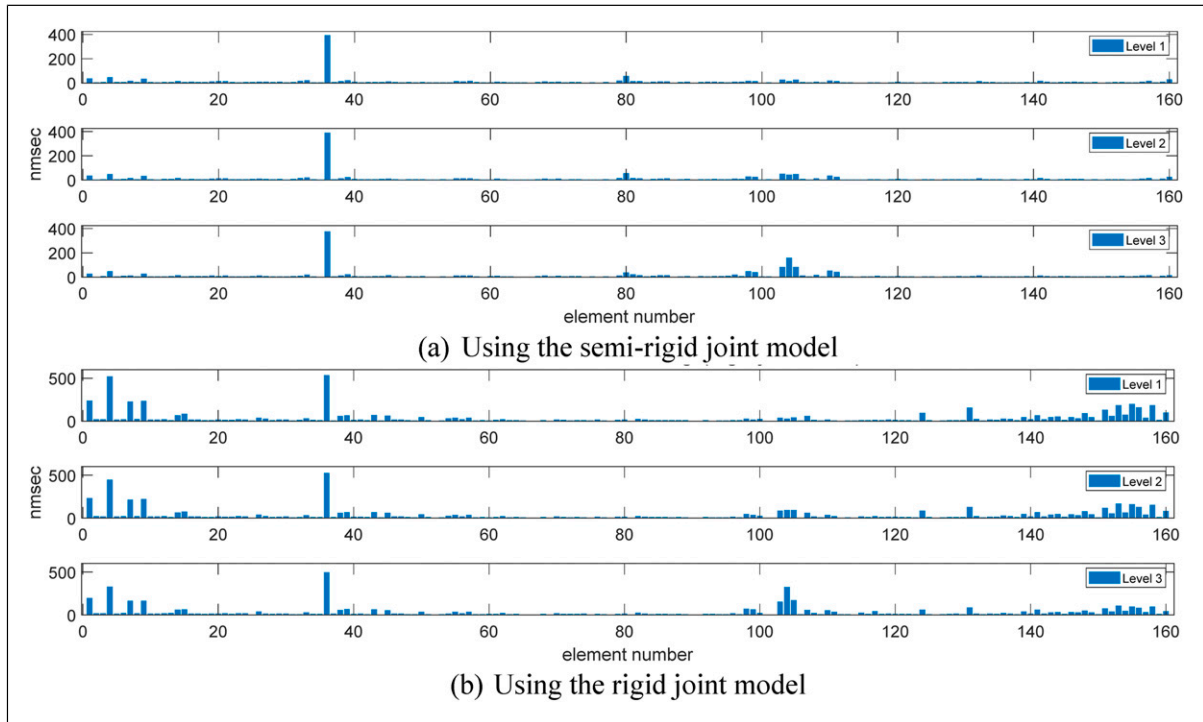 400
200
0
Level 1
0 20 40 60 80 100 120 140 160
nmsec
400
200
0
Level 2
0 20 40 60 80 100 120 140 160
400
200
0
Level 3
0 20 40 60 80 100 120 140 160
element number
(a) Using the semi-rigid joint model
500
0
Level 1
0 20 40 60 80 100 120 140 160
nmsec
500
0
Level 2
0 20 40 60 80 100 120 140 160
500
0
Level 3
0 20 40 60 80 100 120 140 160
element number
(b) Using the rigid joint model